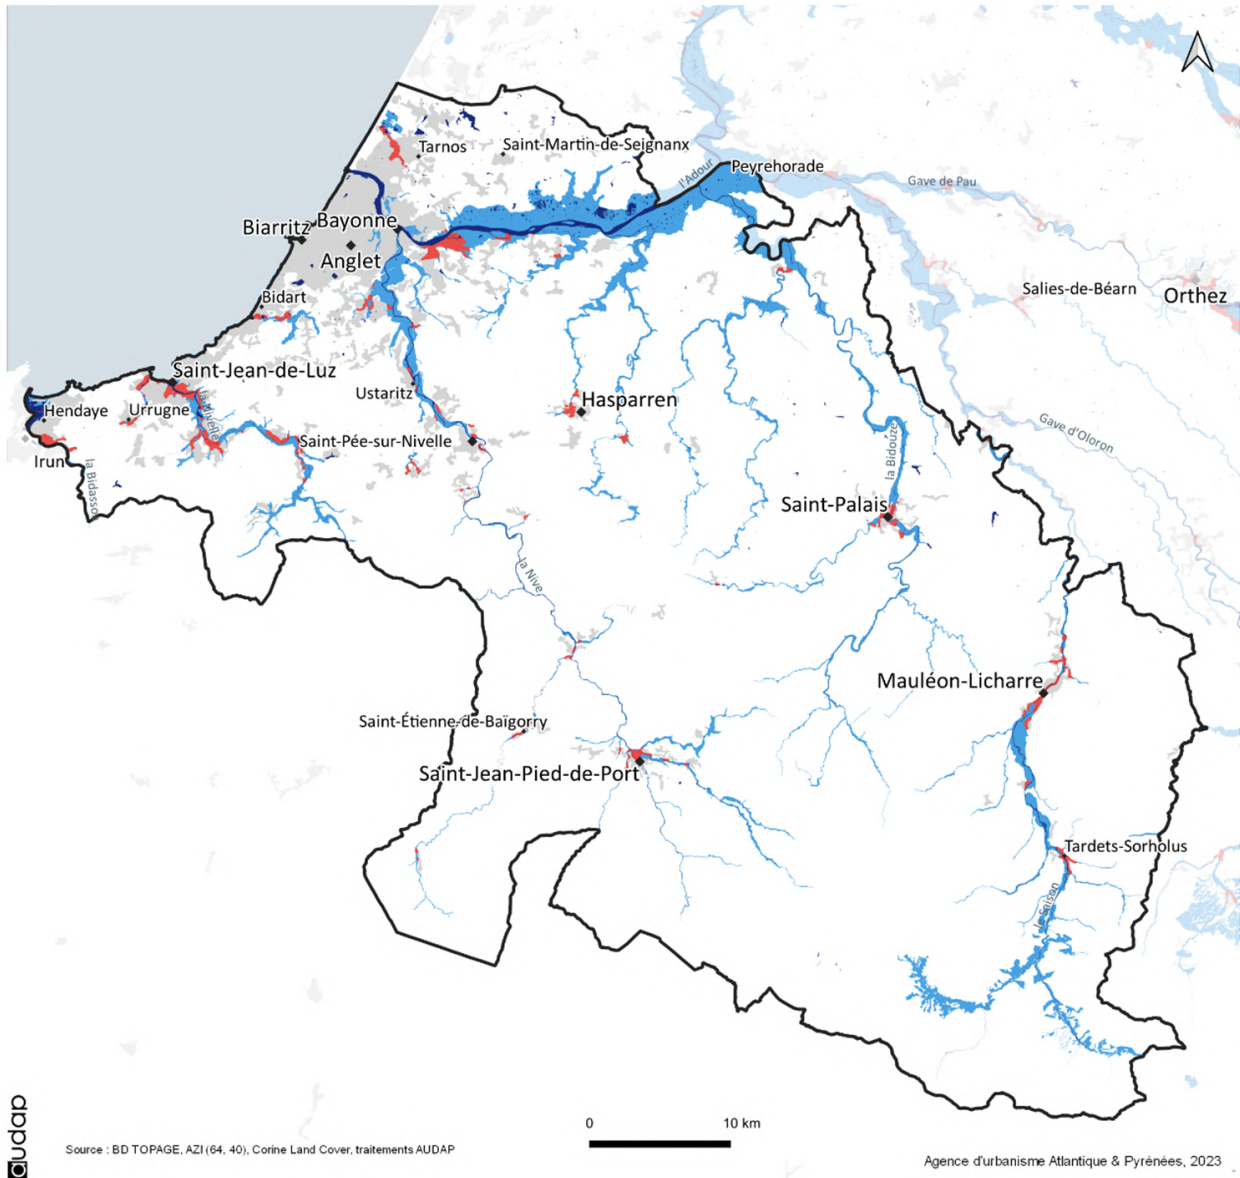 Tarnos
Saint-Martin-de-Seignanx
Peyrehorade
l'Adour
Gave de Pau
Biarritz
Bayonne
Anglet
Bidart
Salies-de-Béarn
Orthez
Saint-Jean-de-Luz
Ustaritz
Hasparren
Hendaye
Urrugne
la Nivelle
Saint-Pée-sur-Nivelle
Gave d'Oloron
Irun
la Bidasso
la Bidouze
Saint-Palais
la Nive
Mauléon-Licharre
Saint-Étienne-de-Baïgorry
Saint-Jean-Pied-de-Port
Tardets-Sorholus
le Saison
audap
0
10 km
Source : BD TOPAGE, AZI (64, 40), Corine Land Cover, traitements AUDAP
Agence d'urbanisme Atlantique & Pyrénées, 2023